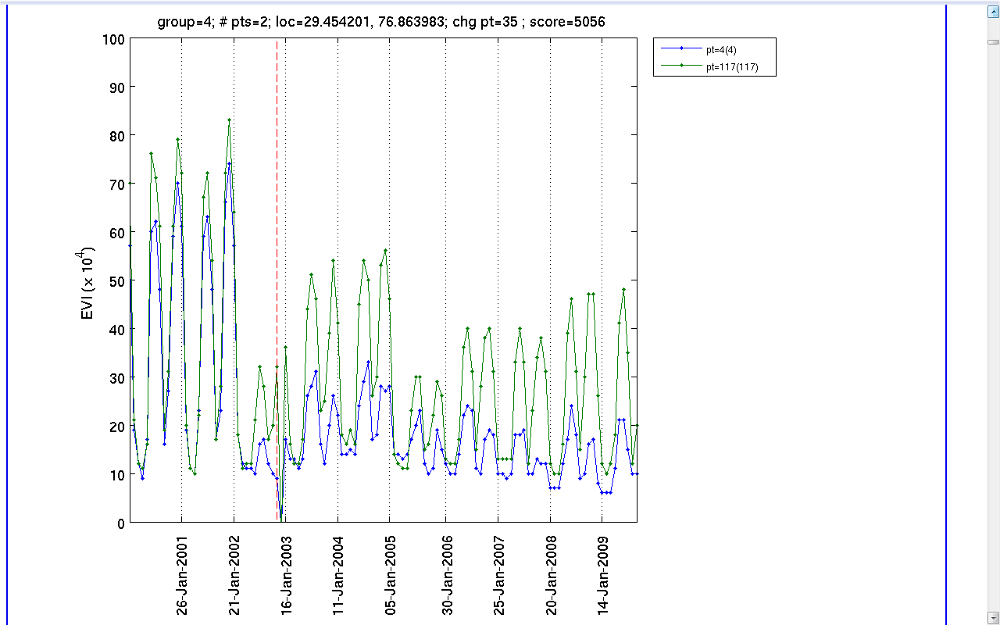 group=4; # pts=2; loc=29.454201, 76.863983; chg pt=35 ; score=5056
pt=4(4)
pt=117(117)
EVI ( × 10^4)
100
90
80
70
60
50
40
30
20
10
0
26-Jan-2001
21-Jan-2002
16-Jan-2003
11-Jan-2004
05-Jan-2005
30-Jan-2006
25-Jan-2007
20-Jan-2008
14-Jan-2009